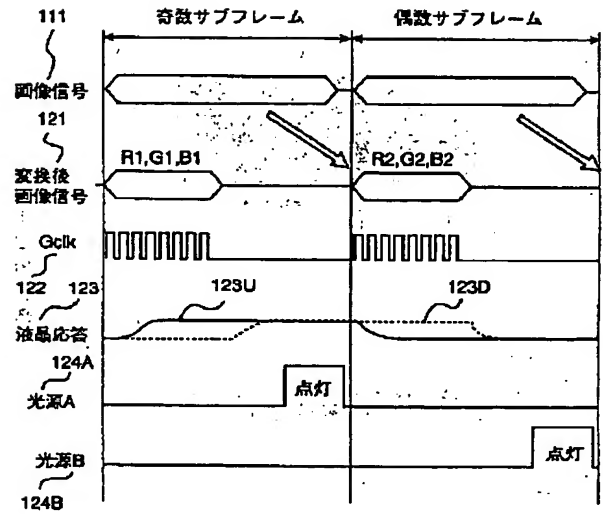 奇数サブフレーム
偶数サブフレーム
111
画像信号
121
R1,G1,B1
R2,G2,B2
変換後
画像信号
Gclk
122
123
123U
123D
液晶応答
124A
点灯
光源A
点灯
光源B
124B